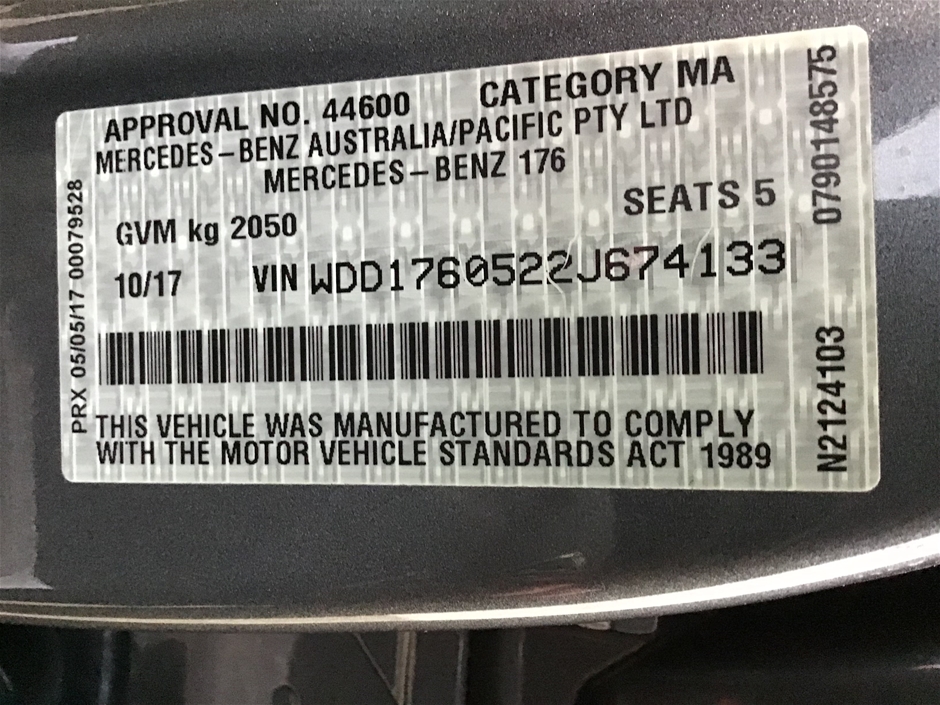 APPROVAL NO. 44600 CATEGORY MA
MERCEDES-BENZ AUSTRALIA/PACIFIC PTY LTD
MERCEDES-BENZ 176
GVM kg 2050 SEATS 5
10/17 VIN WDD1760522J674133
THIS VEHICLE WAS MANUFACTURED TO COMPLY
WITH THE MOTOR VEHICLE STANDARDS ACT 1989
PRX 05/05/17 00079528
N2124103 0790148575